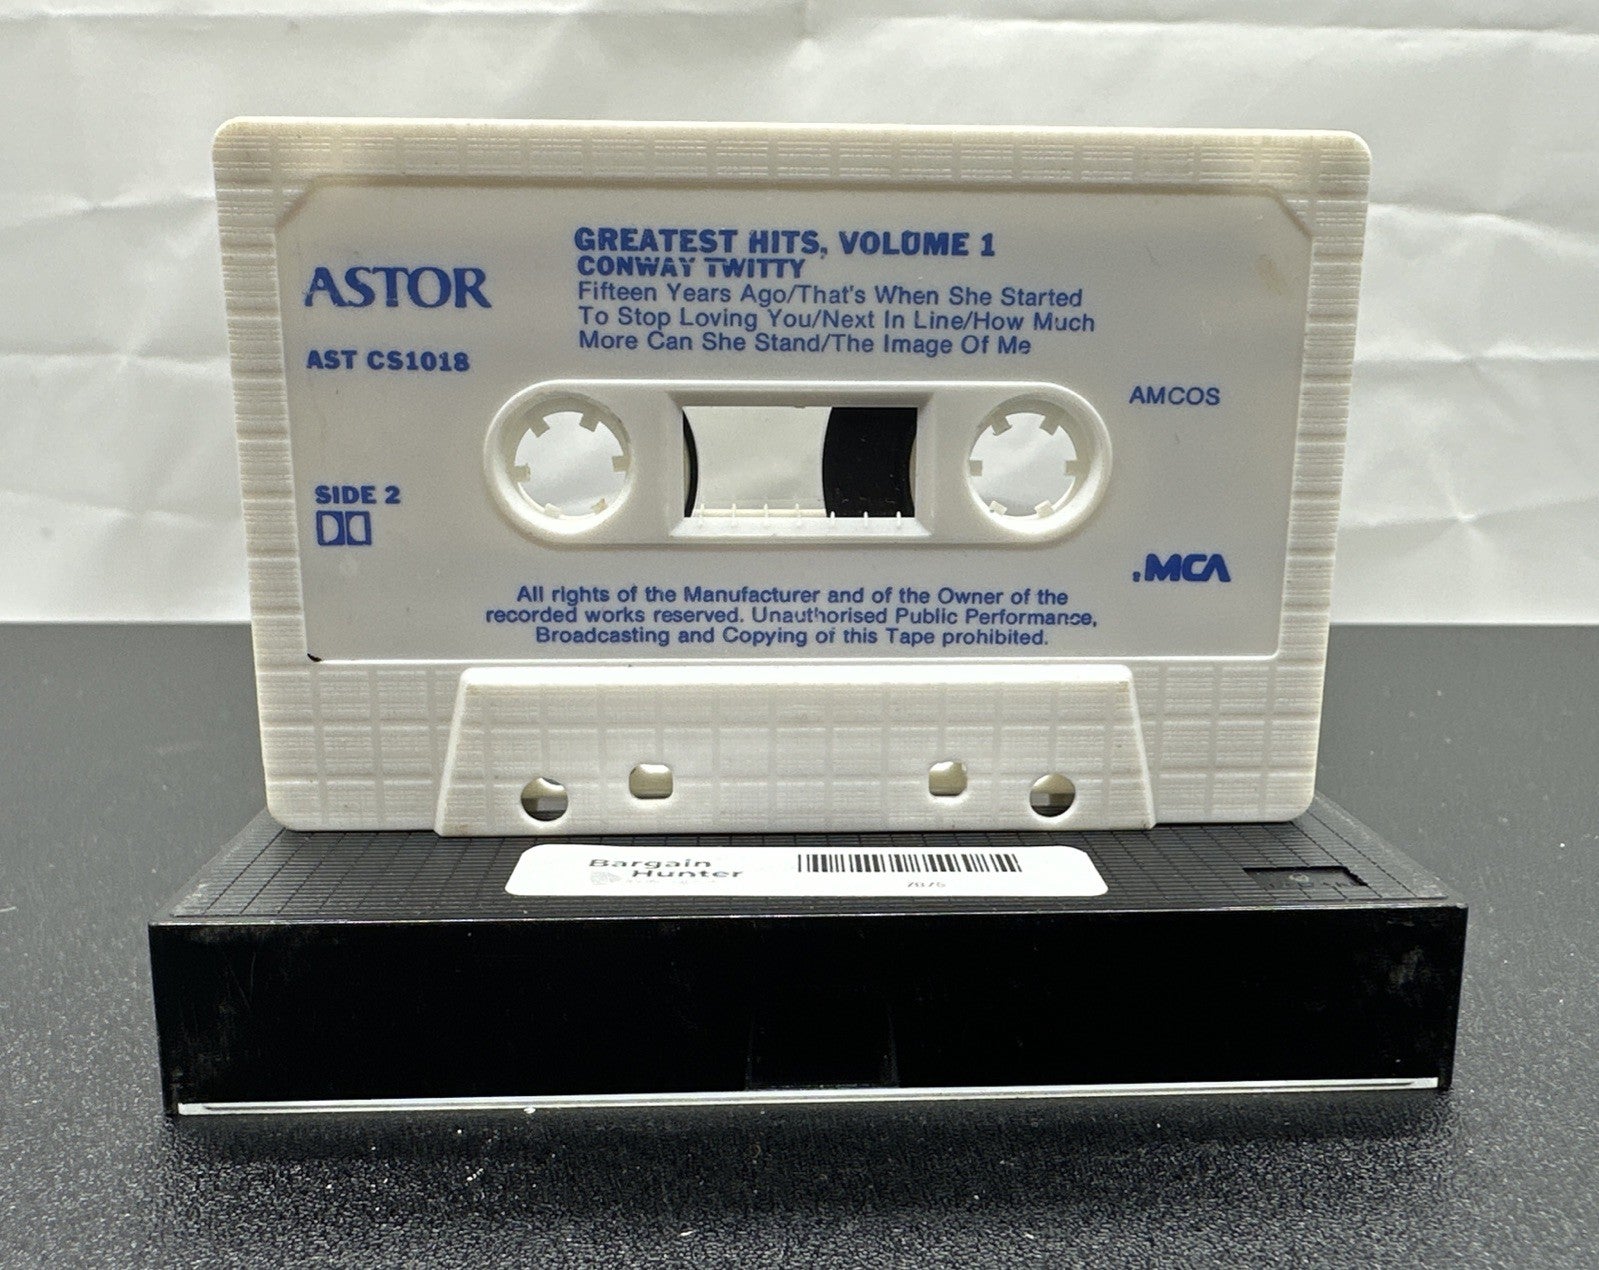 GREATEST HITS, VOLUME 1
CONWAY TWITTY
Fifteen Years Ago/That's When She Started
To Stop Loving You/Next In Line/How Much
More Can She Stand/The Image Of Me
ASTOR
AST CS1018
AMCOS
SIDE 2
MCA
All rights of the Manufacturer and of the Owner of the
recorded works reserved. Unauthorised Public Performance,
Broadcasting and Copying of this Tape prohibited.
Bargain
Hunter